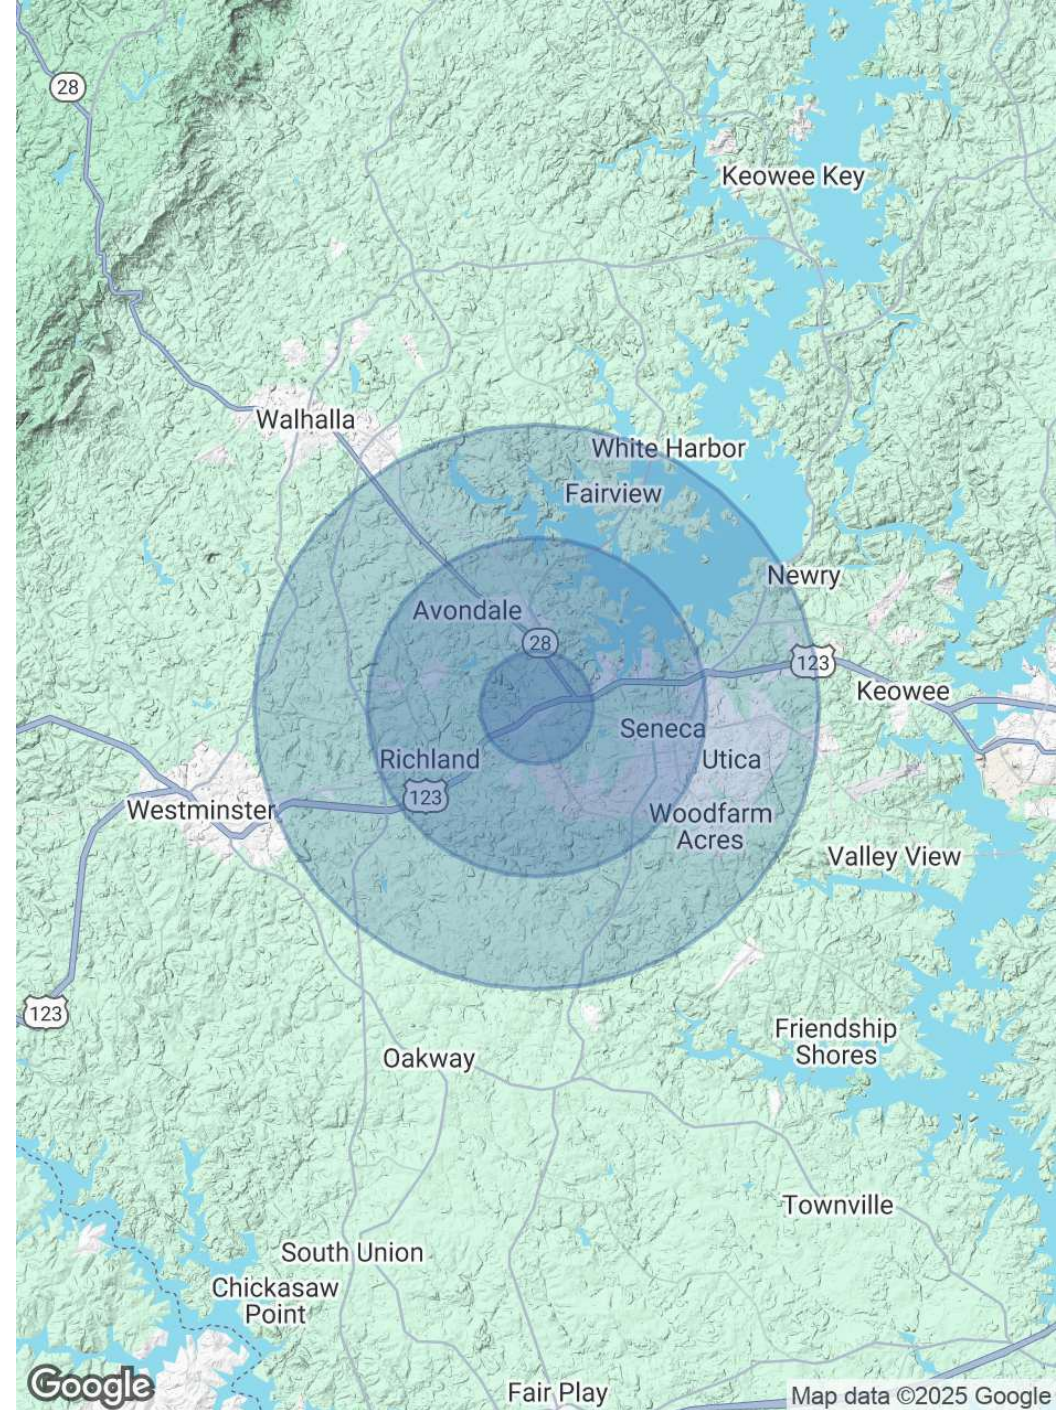 28
Keowee Key
Walhalla
White Harbor
Fairview
Newry
Avondale
28
123
Keowee
Seneca
Richland
Utica
123
Westminster
Woodfarm
Acres
Valley View
123
Friendship
Shores
Oakway
Townville
South Union
Chickasaw
Point
Google
Fair Play
Map data ©2025 Google